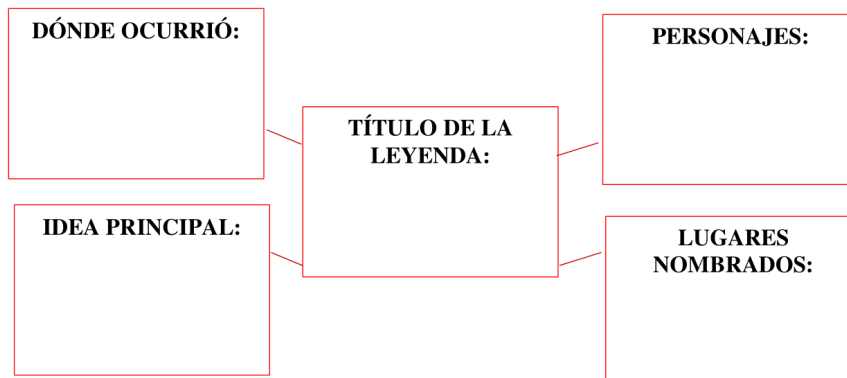 DÓNDE OCURRIÓ:
PERSONAJES:
TÍTULO DE LA
LEYENDA:
IDEA PRINCIPAL:
LUGARES
NOMBRADOS: